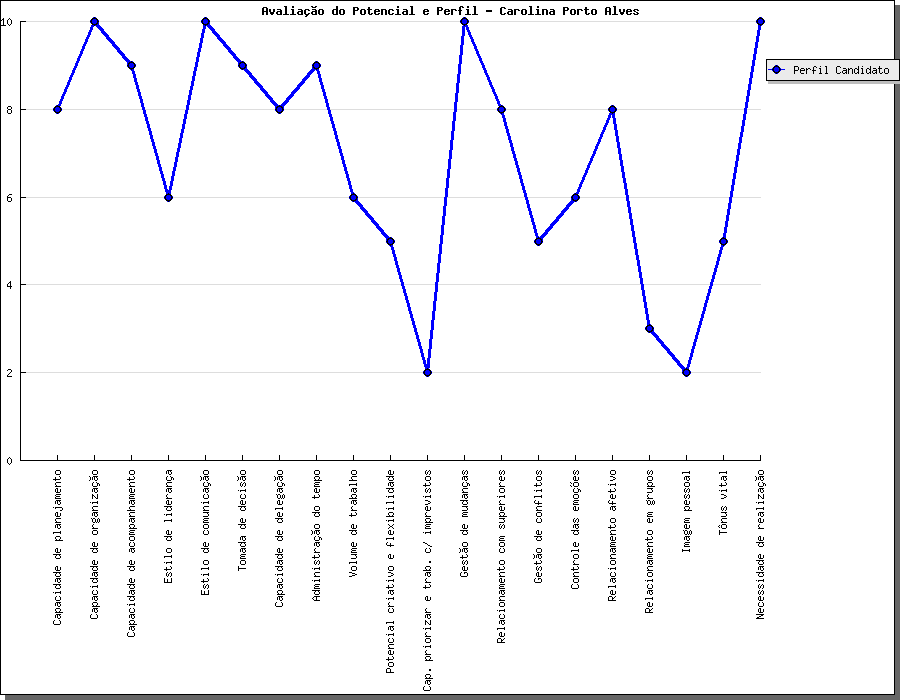 Avaliação do Potencial e Perfil - Carolina Porto Alves
Perfil Candidato
10
8
6
4
2
0
Capacidade de planejamento
Capacidade de organização
Capacidade de acompanhamento
Estilo de liderança
Estilo de comunicação
Tomada de decisão
Capacidade de delegação
Administração do tempo
Volume de trabalho
Potencial criativo e flexibilidade
Cap. priorizar e trab. c/ imprevistos
Gestão de mudanças
Relacionamento com superiores
Gestão de conflitos
Controle das emoções
Relacionamento afetivo
Relacionamento em grupos
Imagem pessoal
Tônus vital
Necessidade de realização